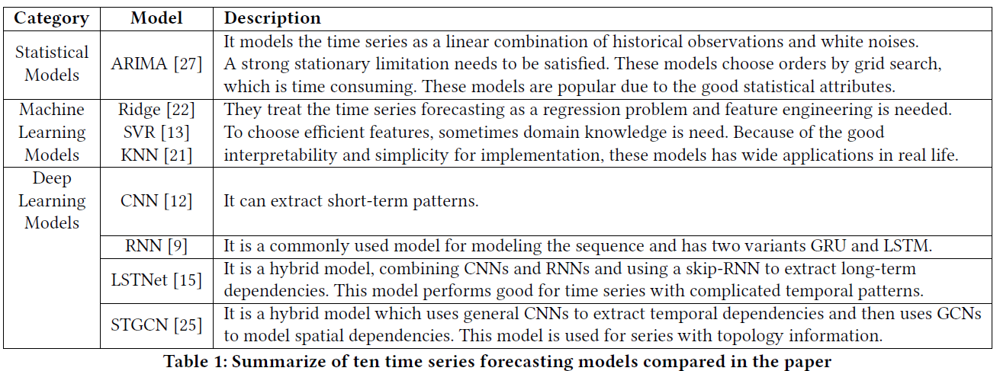 Category Model Description
Statistical Models
ARIMA [27]
It models the time series as a linear combination of historical observations and white noises.
A strong stationary limitation needs to be satisfied. These models choose orders by grid search,
which is time consuming. These models are popular due to the good statistical attributes.
Machine Learning Models
Ridge [22]
SVR [13]
KNN [21]
They treat the time series forecasting as a regression problem and feature engineering is needed.
To choose efficient features, sometimes domain knowledge is need. Because of the good
interpretability and simplicity for implementation, these models has wide applications in real life.
Deep
Learning
Models
CNN [12]
It can extract short-term patterns.
RNN [9]
It is a commonly used model for modeling the sequence and has two variants GRU and LSTM.
LSTNet [15]
It is a hybrid model, combining CNNs and RNNs and using a skip-RNN to extract long-term
dependencies. This model performs good for time series with complicated temporal patterns.
STGCN [25]
It is a hybrid model which uses general CNNs to extract temporal dependencies and then uses GCNs
to model spatial dependencies. This model is used for series with topology information.
Table 1: Summarize of ten time series forecasting models compared in the paper